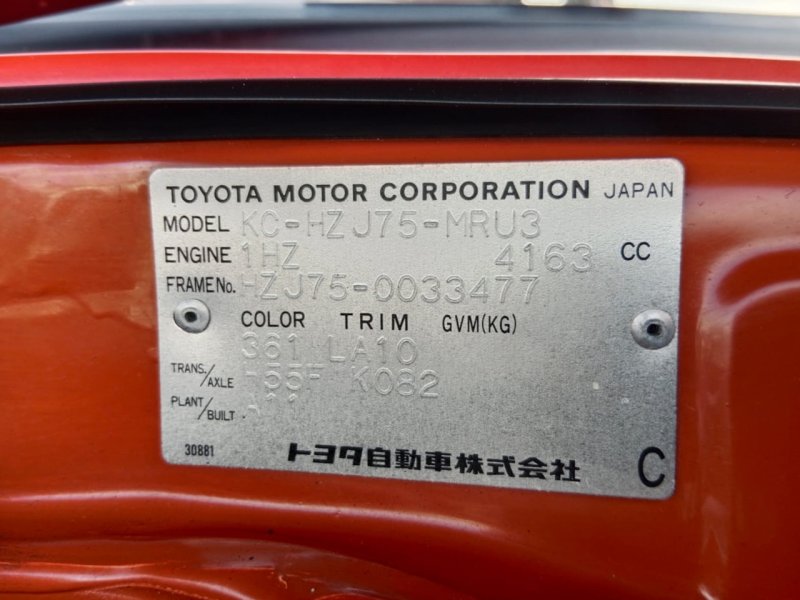 TOYOTA MOTOR CORPORATION JAPAN
MODEL KC-HZJ75-MRU3
ENGINE 1HZ 4163 CC
FRAME No. HZJ75-0033477
COLOR TRIM GVM(KG)
361 LA10
TRANS./AXLE H55F K082
PLANT/BUILT A11
30881 トヨタ自動車株式会社 C